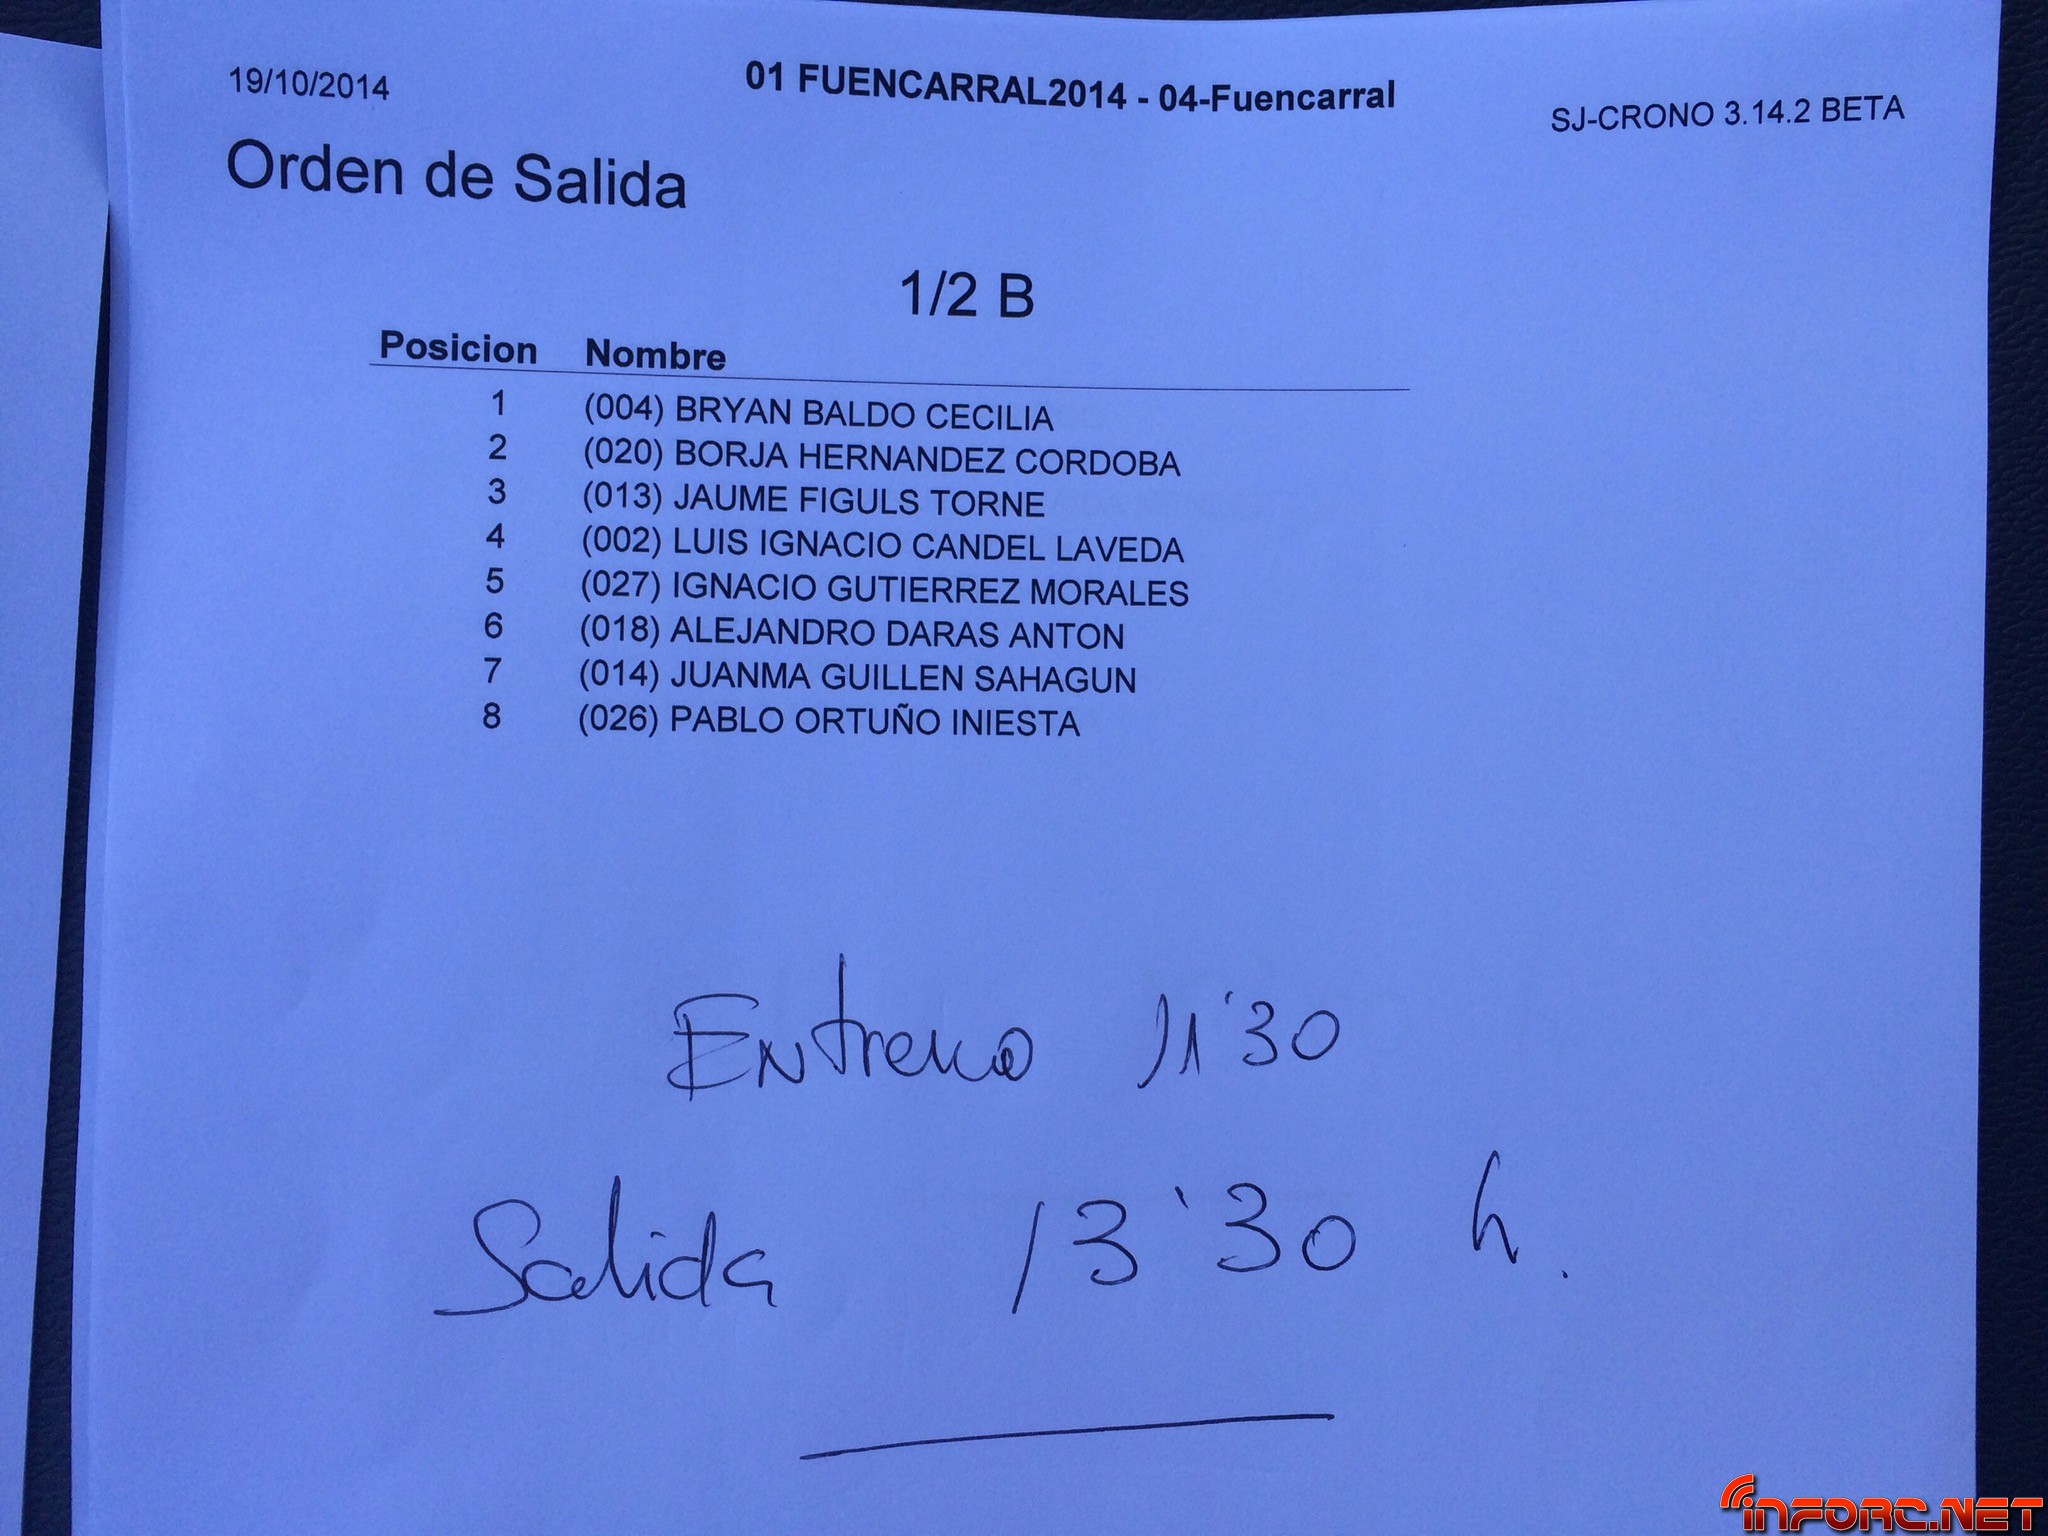 19/10/2014
01 FUENCARRAL2014 - 04-Fuencarral
SJ-CRONO 3.14.2 BETA
Orden de Salida
1/2 B
Posicion Nombre
1 (004) BRYAN BALDO CECILIA
2 (020) BORJA HERNANDEZ CORDOBA
3 (013) JAUME FIGULS TORNE
4 (002) LUIS IGNACIO CANDEL LAVEDA
5 (027) IGNACIO GUTIERREZ MORALES
6 (018) ALEJANDRO DARAS ANTON
7 (014) JUANMA GUILLEN SAHAGUN
8 (026) PABLO ORTUÑO INIESTA
Entreno 11'30
Salida 13'30 h.
INFORC.NET